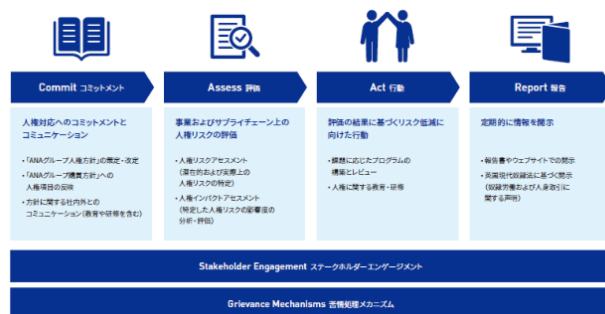 Commit コミットメント
Assess 評価
Act 行動
Report 報告
人権対応へのコミットメントと
コミュニケーション
・「ANAグループ人権方針」の策定・改定
・「ANAグループ購買方針」への
人権項目の反映
・方針に関する社内外との
コミュニケーション(教育や研修を含む)
事業およびサプライチェーン上の
人権リスクの評価
・人権リスクアセスメント
(潜在的および実際上の
人権リスクの特定)
・人権インパクトアセスメント
(特定した人権リスクの影響度の
分析・評価)
評価の結果に基づくリスク低減に
向けた行動
・課題に応じたプログラムの
構築とレビュー
・人権に関する教育・研修
定期的に情報を開示
・報告書やウェブサイトでの開示
・英国現代奴隷法に基づく開示
(奴隷労働および人身取引に
関する声明)
Stakeholder Engagement ステークホルダーエンゲージメント
Grievance Mechanisms 苦情処理メカニズム